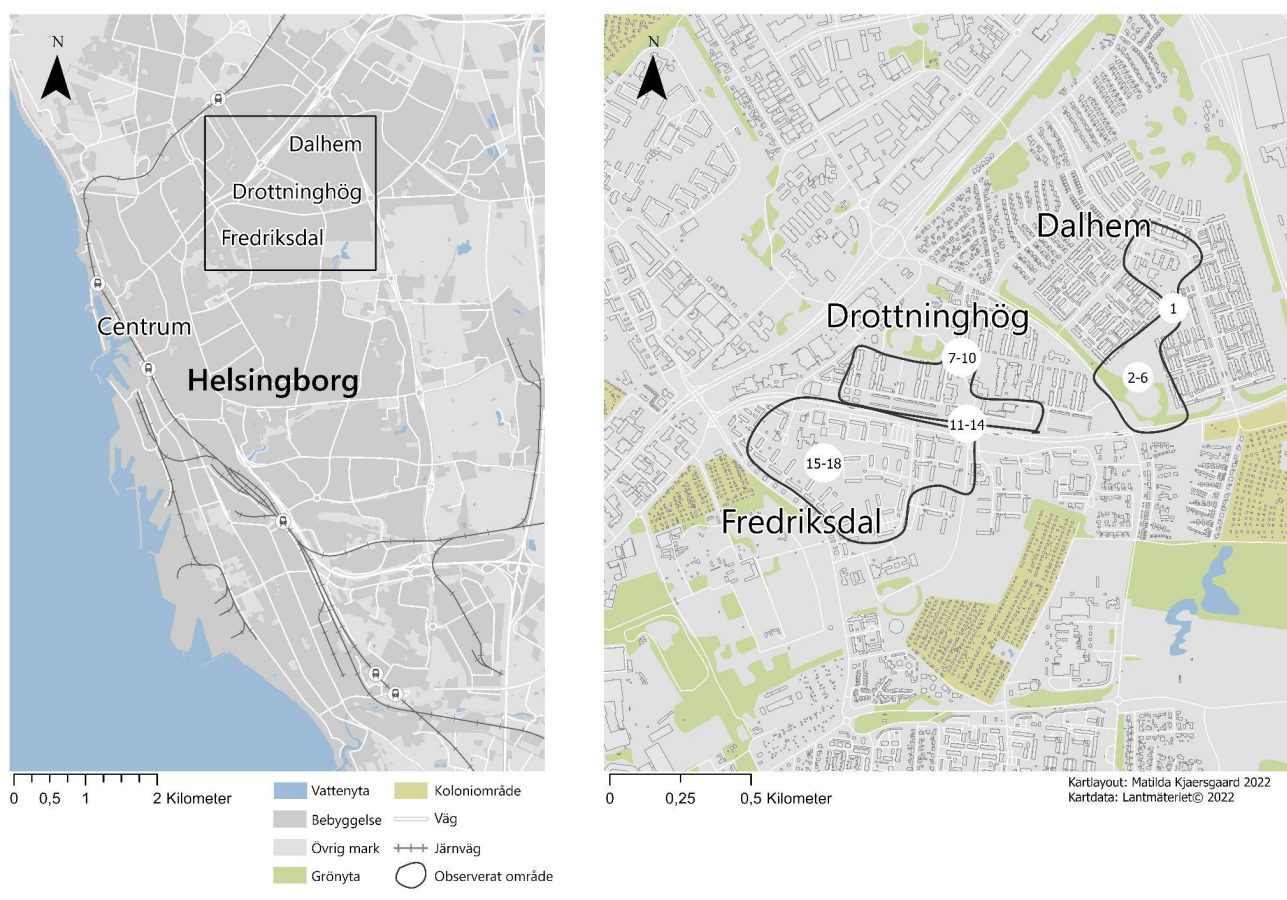 N
Dalhem
Drottninghög
Fredriksdal
Centrum
Helsingborg
0 0,5 1 2 Kilometer
N
Dalhem
1
Drottninghög
7-10
2-6
11-14
15-18
Fredriksdal
0 0,25 0,5 Kilometer
Kartlayout: Matilda Kjaersgaard 2022
Kartdata: Lantmäteriet© 2022
Vattenyta
Bebyggelse
Övrig mark
Grönyta
Koloniområde
Väg
Järnväg
Observerat område